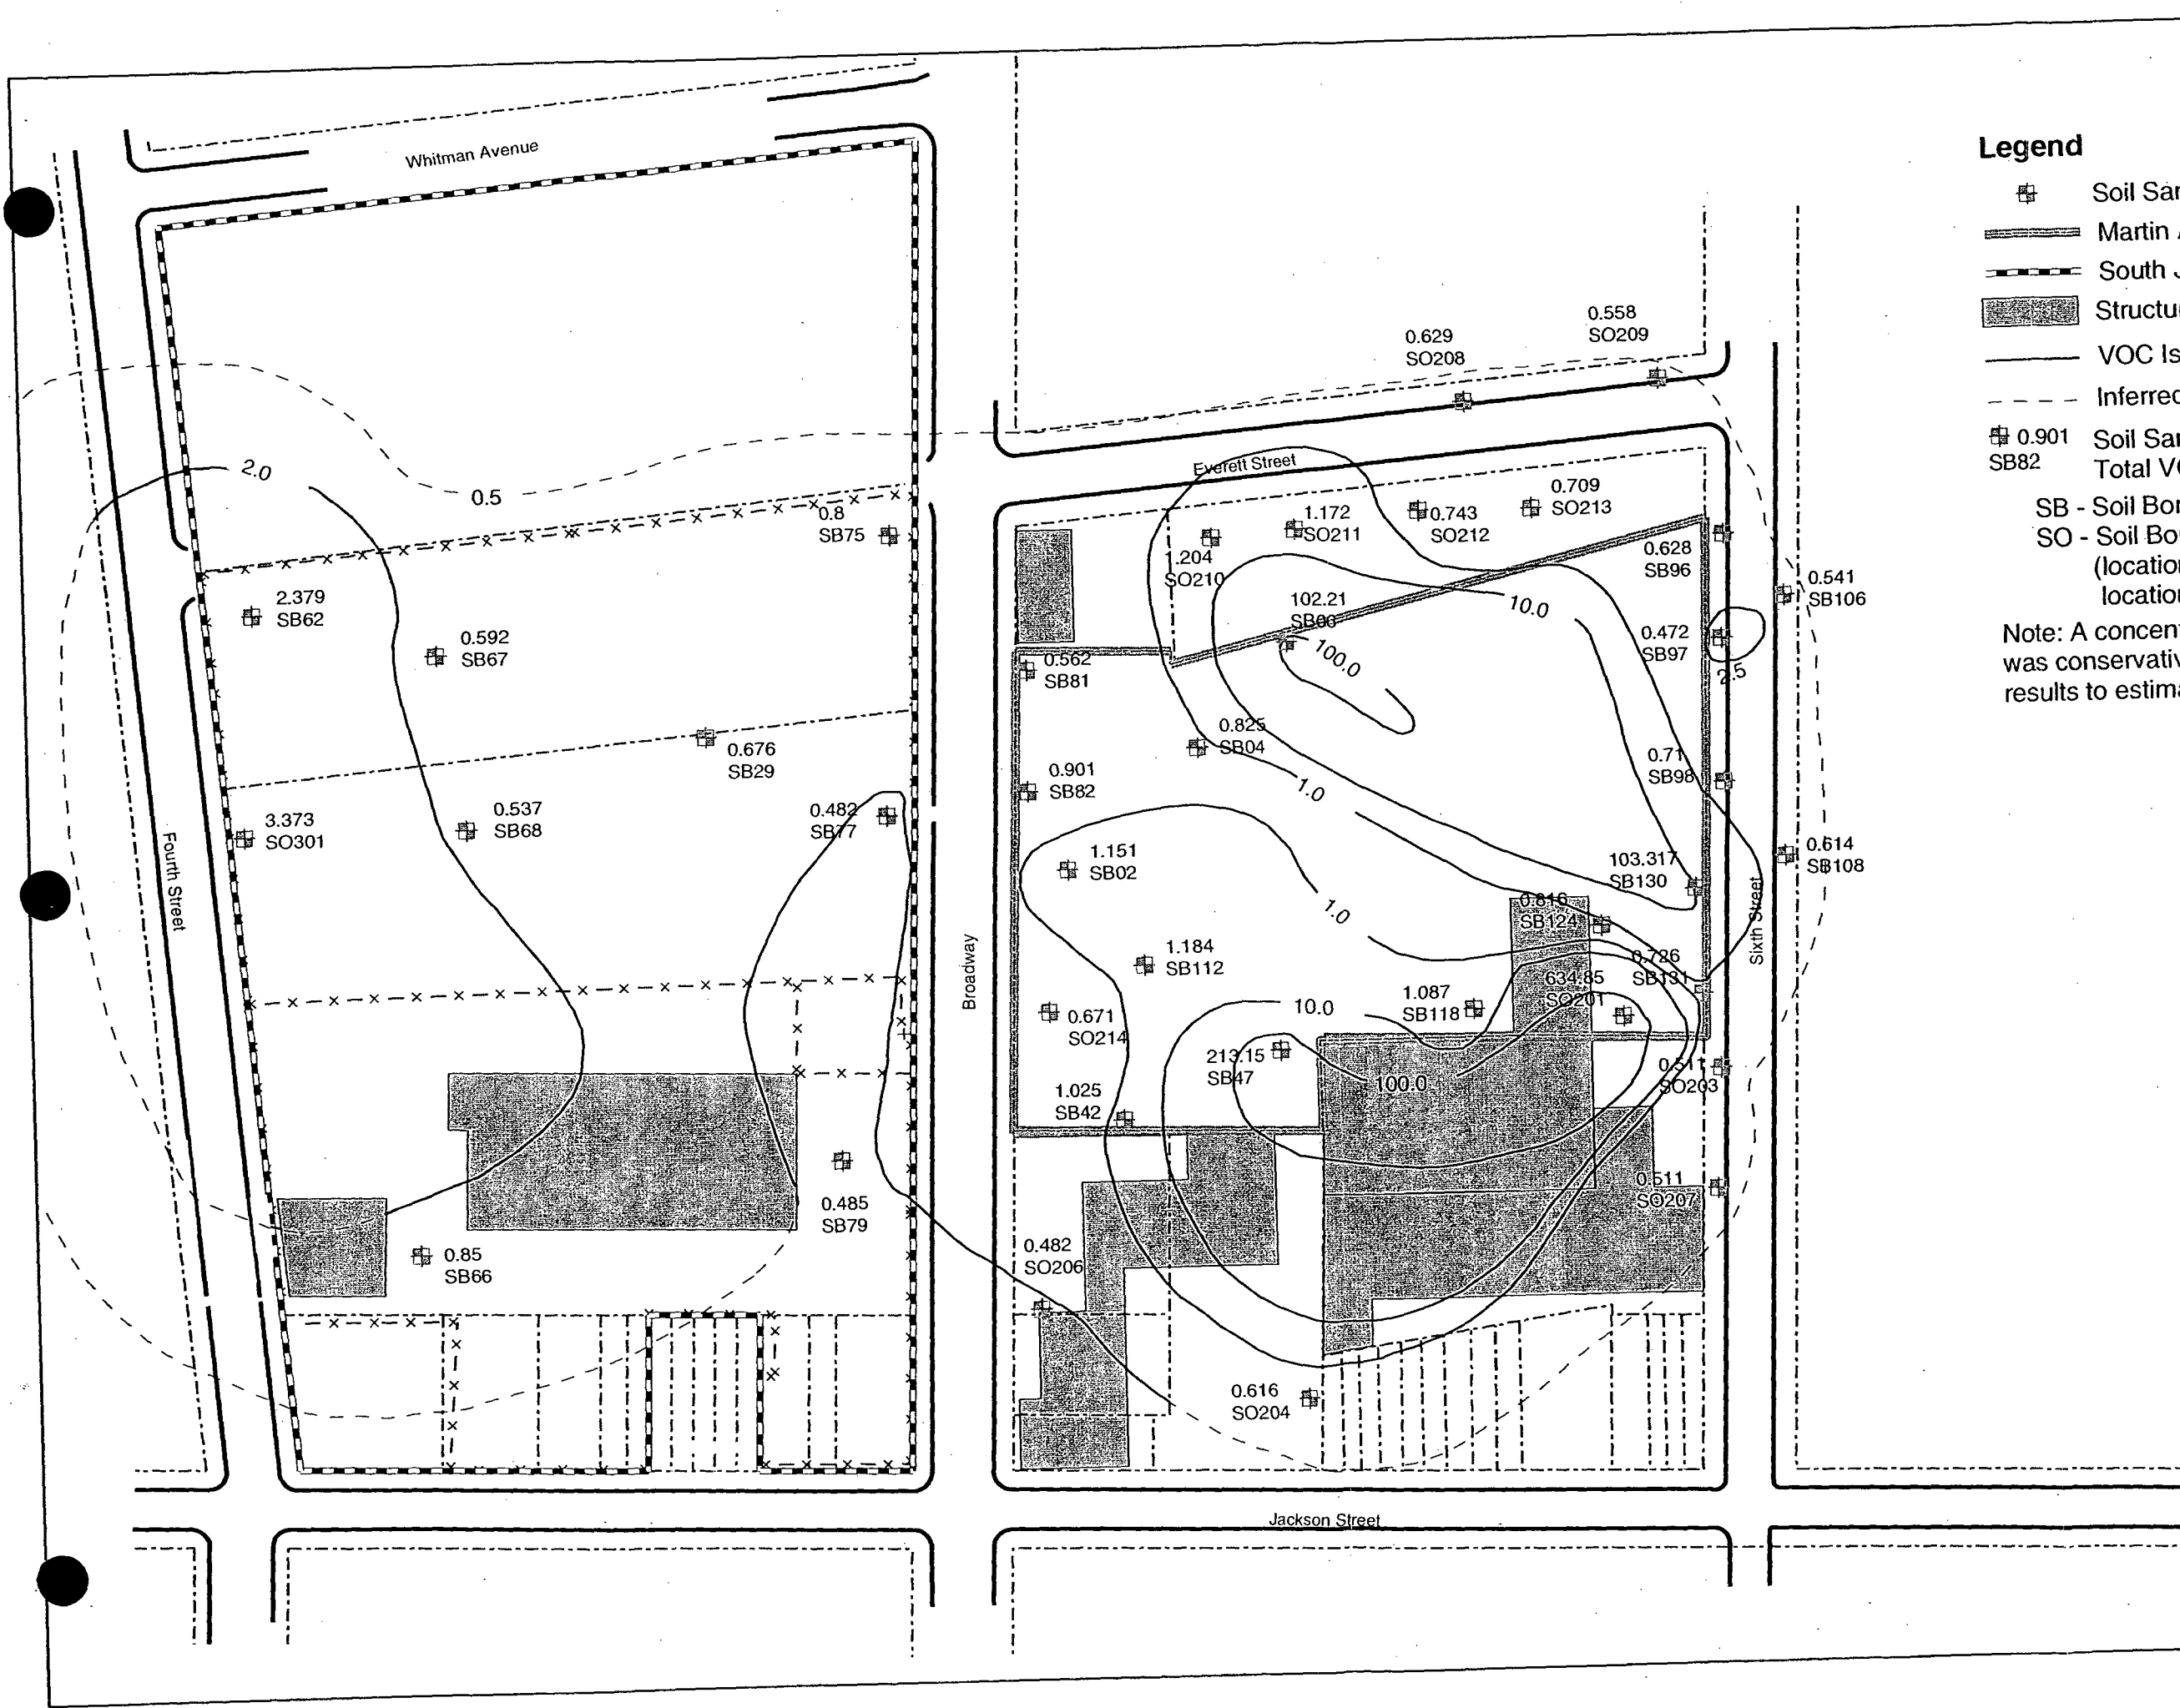 Whitman Avenue
Legend
Soil Sar
Martin
South J
Structu
VOC Is
Inferred
0.901
SB82
Soil Sar
Total V
SB - Soil Bor
SO - Soil Bo
(locatio
locatio
Note: A concent
was conservati
results to estima
0.558
SO209
0.629
SO208
2.0
0.5
Everett Street
0.8
SB75
1.204
SO210
1.172
SO211
0.743
SO212
0.709
SO213
0.628
SB96
0.541
SB106
2.379
SB62
0.592
SB67
102.21
10.0
100.0
0.472
SB97
0.562
SB81
0.676
SB29
0.825
SB04
0.71
SB98
0.901
SB82
1.0
3.373
SO301
0.537
SB68
0.482
SB77
1.151
SB02
1.0
103.317
SB130
0.614
SB108
Fourth Street
Broadway
Sixth Street
0.816
SB124
1.184
SB112
0.726
SB131
634.85
SO201
1.087
SB118
10.0
0.671
SO214
213.15
SB47
100.0
0.511
SO203
1.025
SB42
0.485
SB79
0.511
SO207
0.482
SO206
0.85
SB66
0.616
SO204
Jackson Street